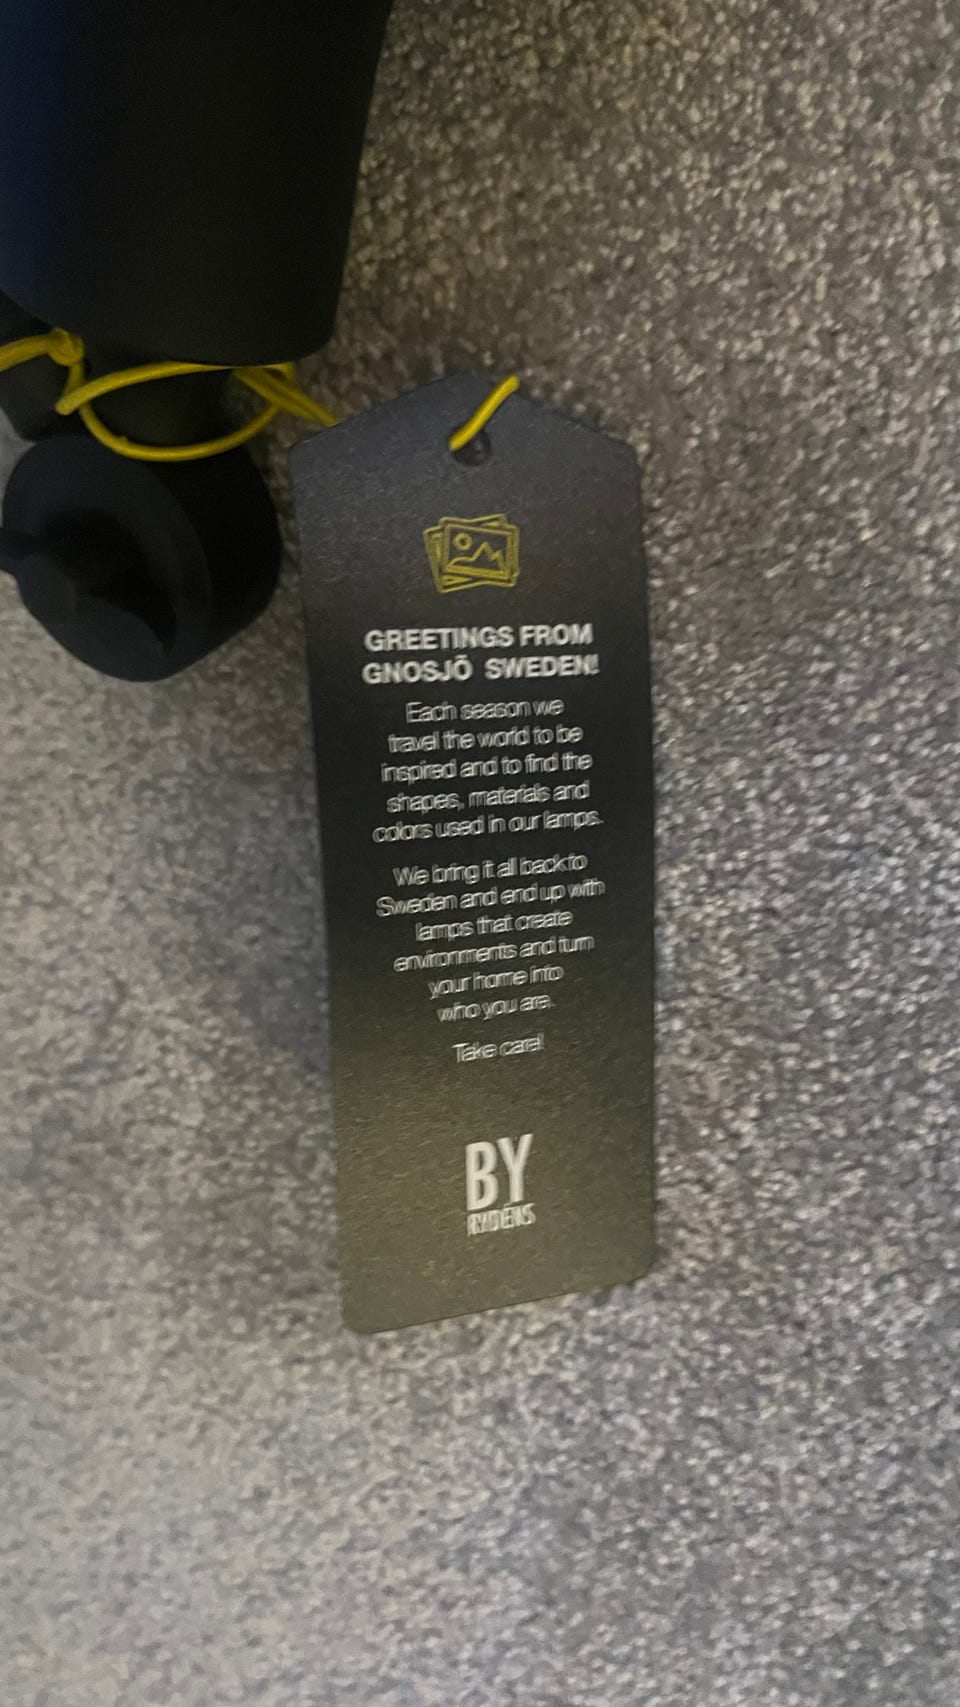 GREETINGS FROM
GNOSJÖ SWEDEN!
Each season we
travel the world to be
inspired and to find the
shapes, materials and
colors used in our lamps.
We bring it all back to
Sweden and end up with
lamps that create
environments and turn
your home into
who you are.
Take care!
BY
RYDÉNS